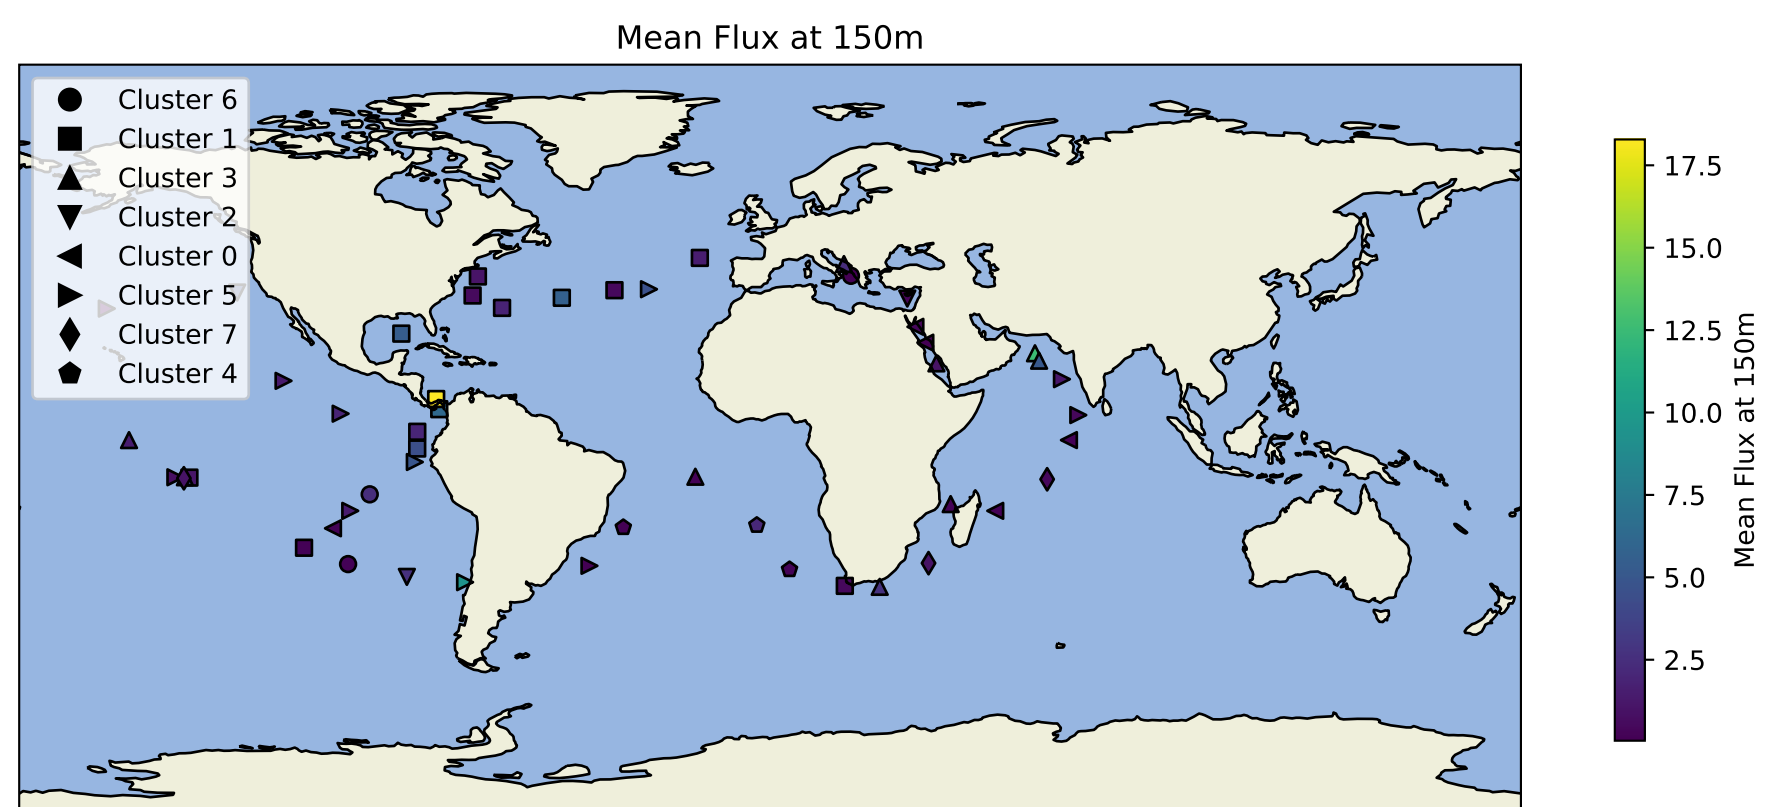 Mean Flux at 150m
Cluster 6
Cluster 1
Cluster 3
Cluster 2
Cluster 0
Cluster 5
Cluster 7
Cluster 4
17.5
15.0
12.5
10.0
7.5
5.0
2.5
Mean Flux at 150m